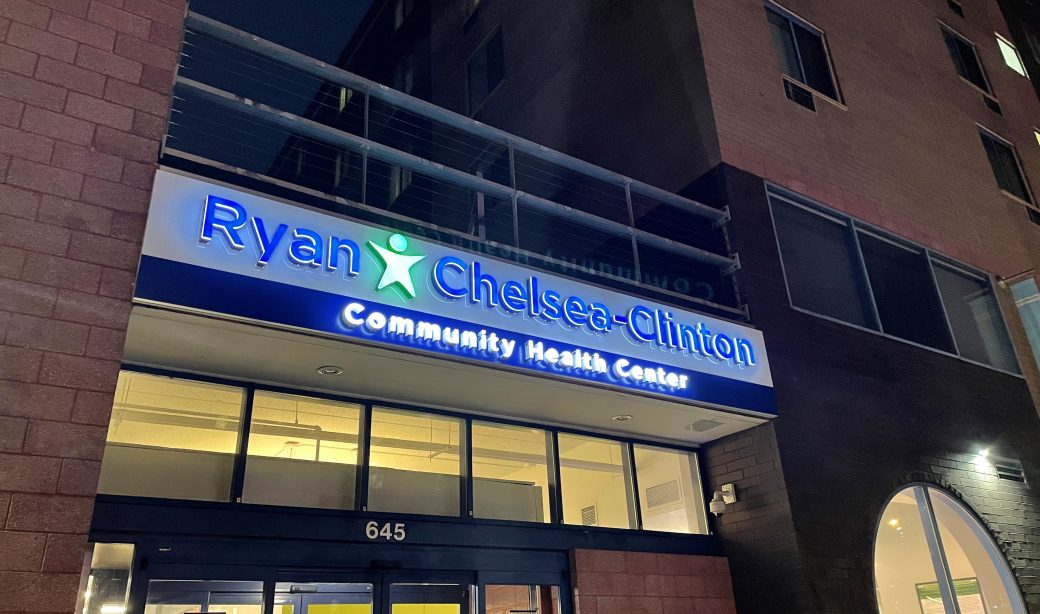 Ryan Chelsea-Clinton
Community Health Center
645